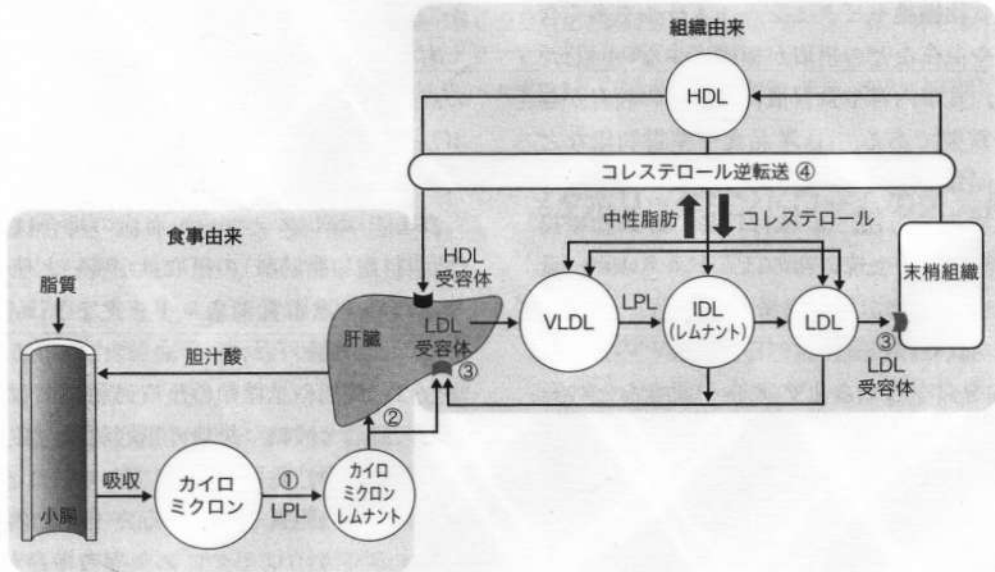 組織由来
HDL
コレステロール逆転送 ④
中性脂肪
コレステロール
食事由来
脂質
HDL
受容体
末梢組織
肝臓
LDL
受容体
③
VLDL
LPL
IDL
(レムナント)
LDL
③
LDL
受容体
胆汁酸
②
小腸
吸収
カイロ
ミクロン
①
LPL
カイロ
ミクロン
レムナント